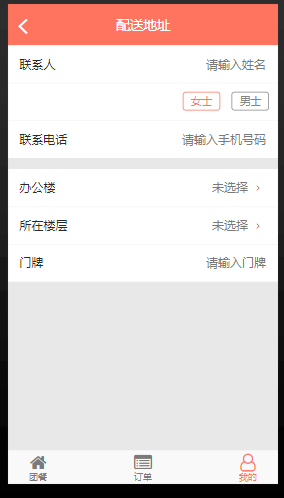 配送地址
联系人 请输入姓名
女士 男士
联系电话 请输入手机号码
办公楼 未选择 >
所在楼层 未选择 >
门牌 请输入门牌
团餐 订单 我的